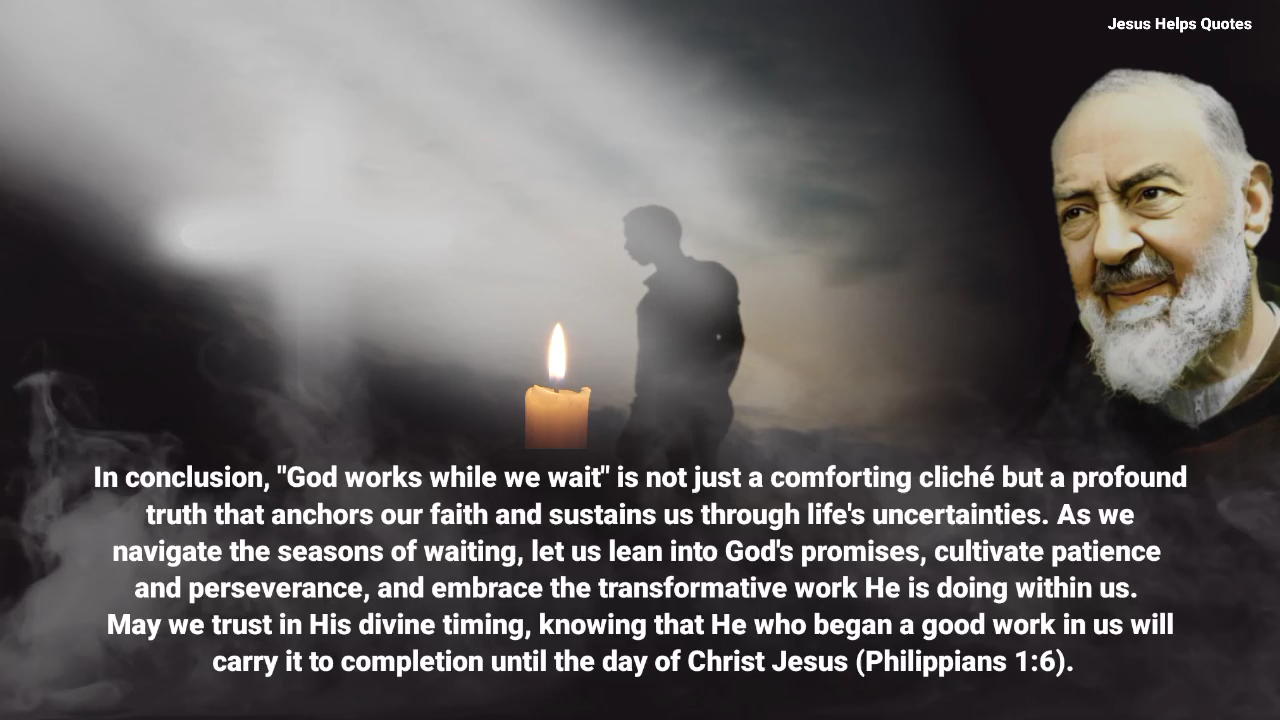 Jesus Helps Quotes
In conclusion, "God works while we wait" is not just a comforting cliché but a profound
truth that anchors our faith and sustains us through life's uncertainties. As we
navigate the seasons of waiting, let us lean into God's promises, cultivate patience
and perseverance, and embrace the transformative work He is doing within us.
May we trust in His divine timing, knowing that He who began a good work in us will
carry it to completion until the day of Christ Jesus (Philippians 1:6).